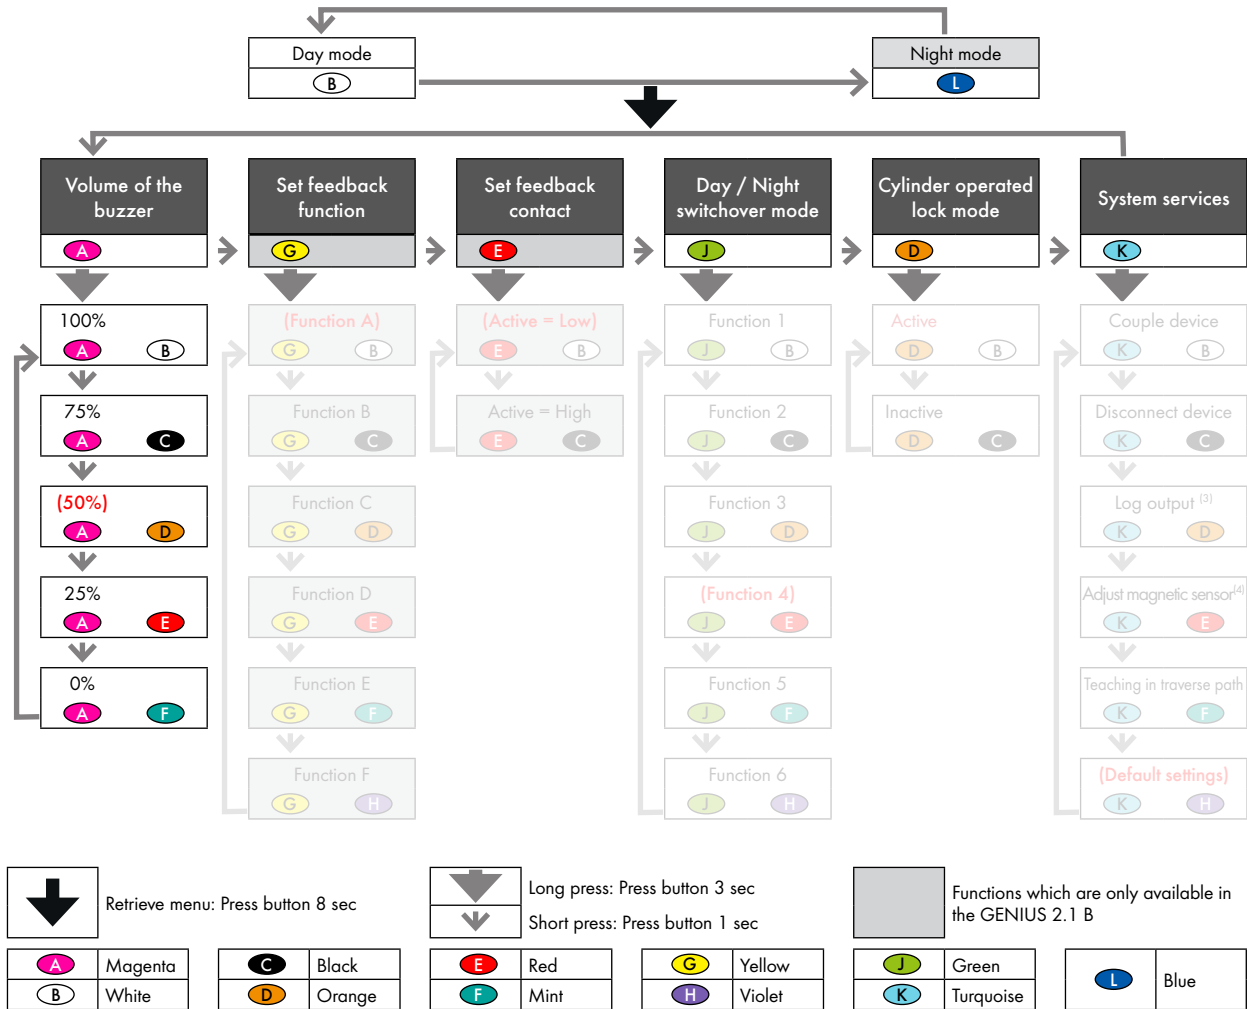 Day mode
B
Night mode
L
Volume of the
buzzer
A
Set feedback
function
G
Set feedback
contact
E
Day / Night
switchover mode
J
Cylinder operated
lock mode
D
System services
K
100%
A B
75%
A C
(50%)
A D
25%
A E
0%
A F
(Function A)
G B
Function B
G C
Function C
G D
Function D
G E
Function E
G F
Function F
G H
(Active = Low)
E B
Active = High
E C
Function 1
J B
Function 2
J C
Function 3
J D
(Function 4)
J E
Function 5
J F
Function 6
J H
Active
D B
Inactive
D C
Couple device
K B
Disconnect device
K C
Log output (3)
K D
Adjust magnetic sensor(4)
K E
Teaching in traverse path
K F
(Default settings)
K H
Retrieve menu: Press button 8 sec
Long press: Press button 3 sec
Short press: Press button 1 sec
Functions which are only available in
the GENIUS 2.1 B
A Magenta
B White
C Black
D Orange
E Red
F Mint
G Yellow
H Violet
J Green
K Turquoise
L Blue